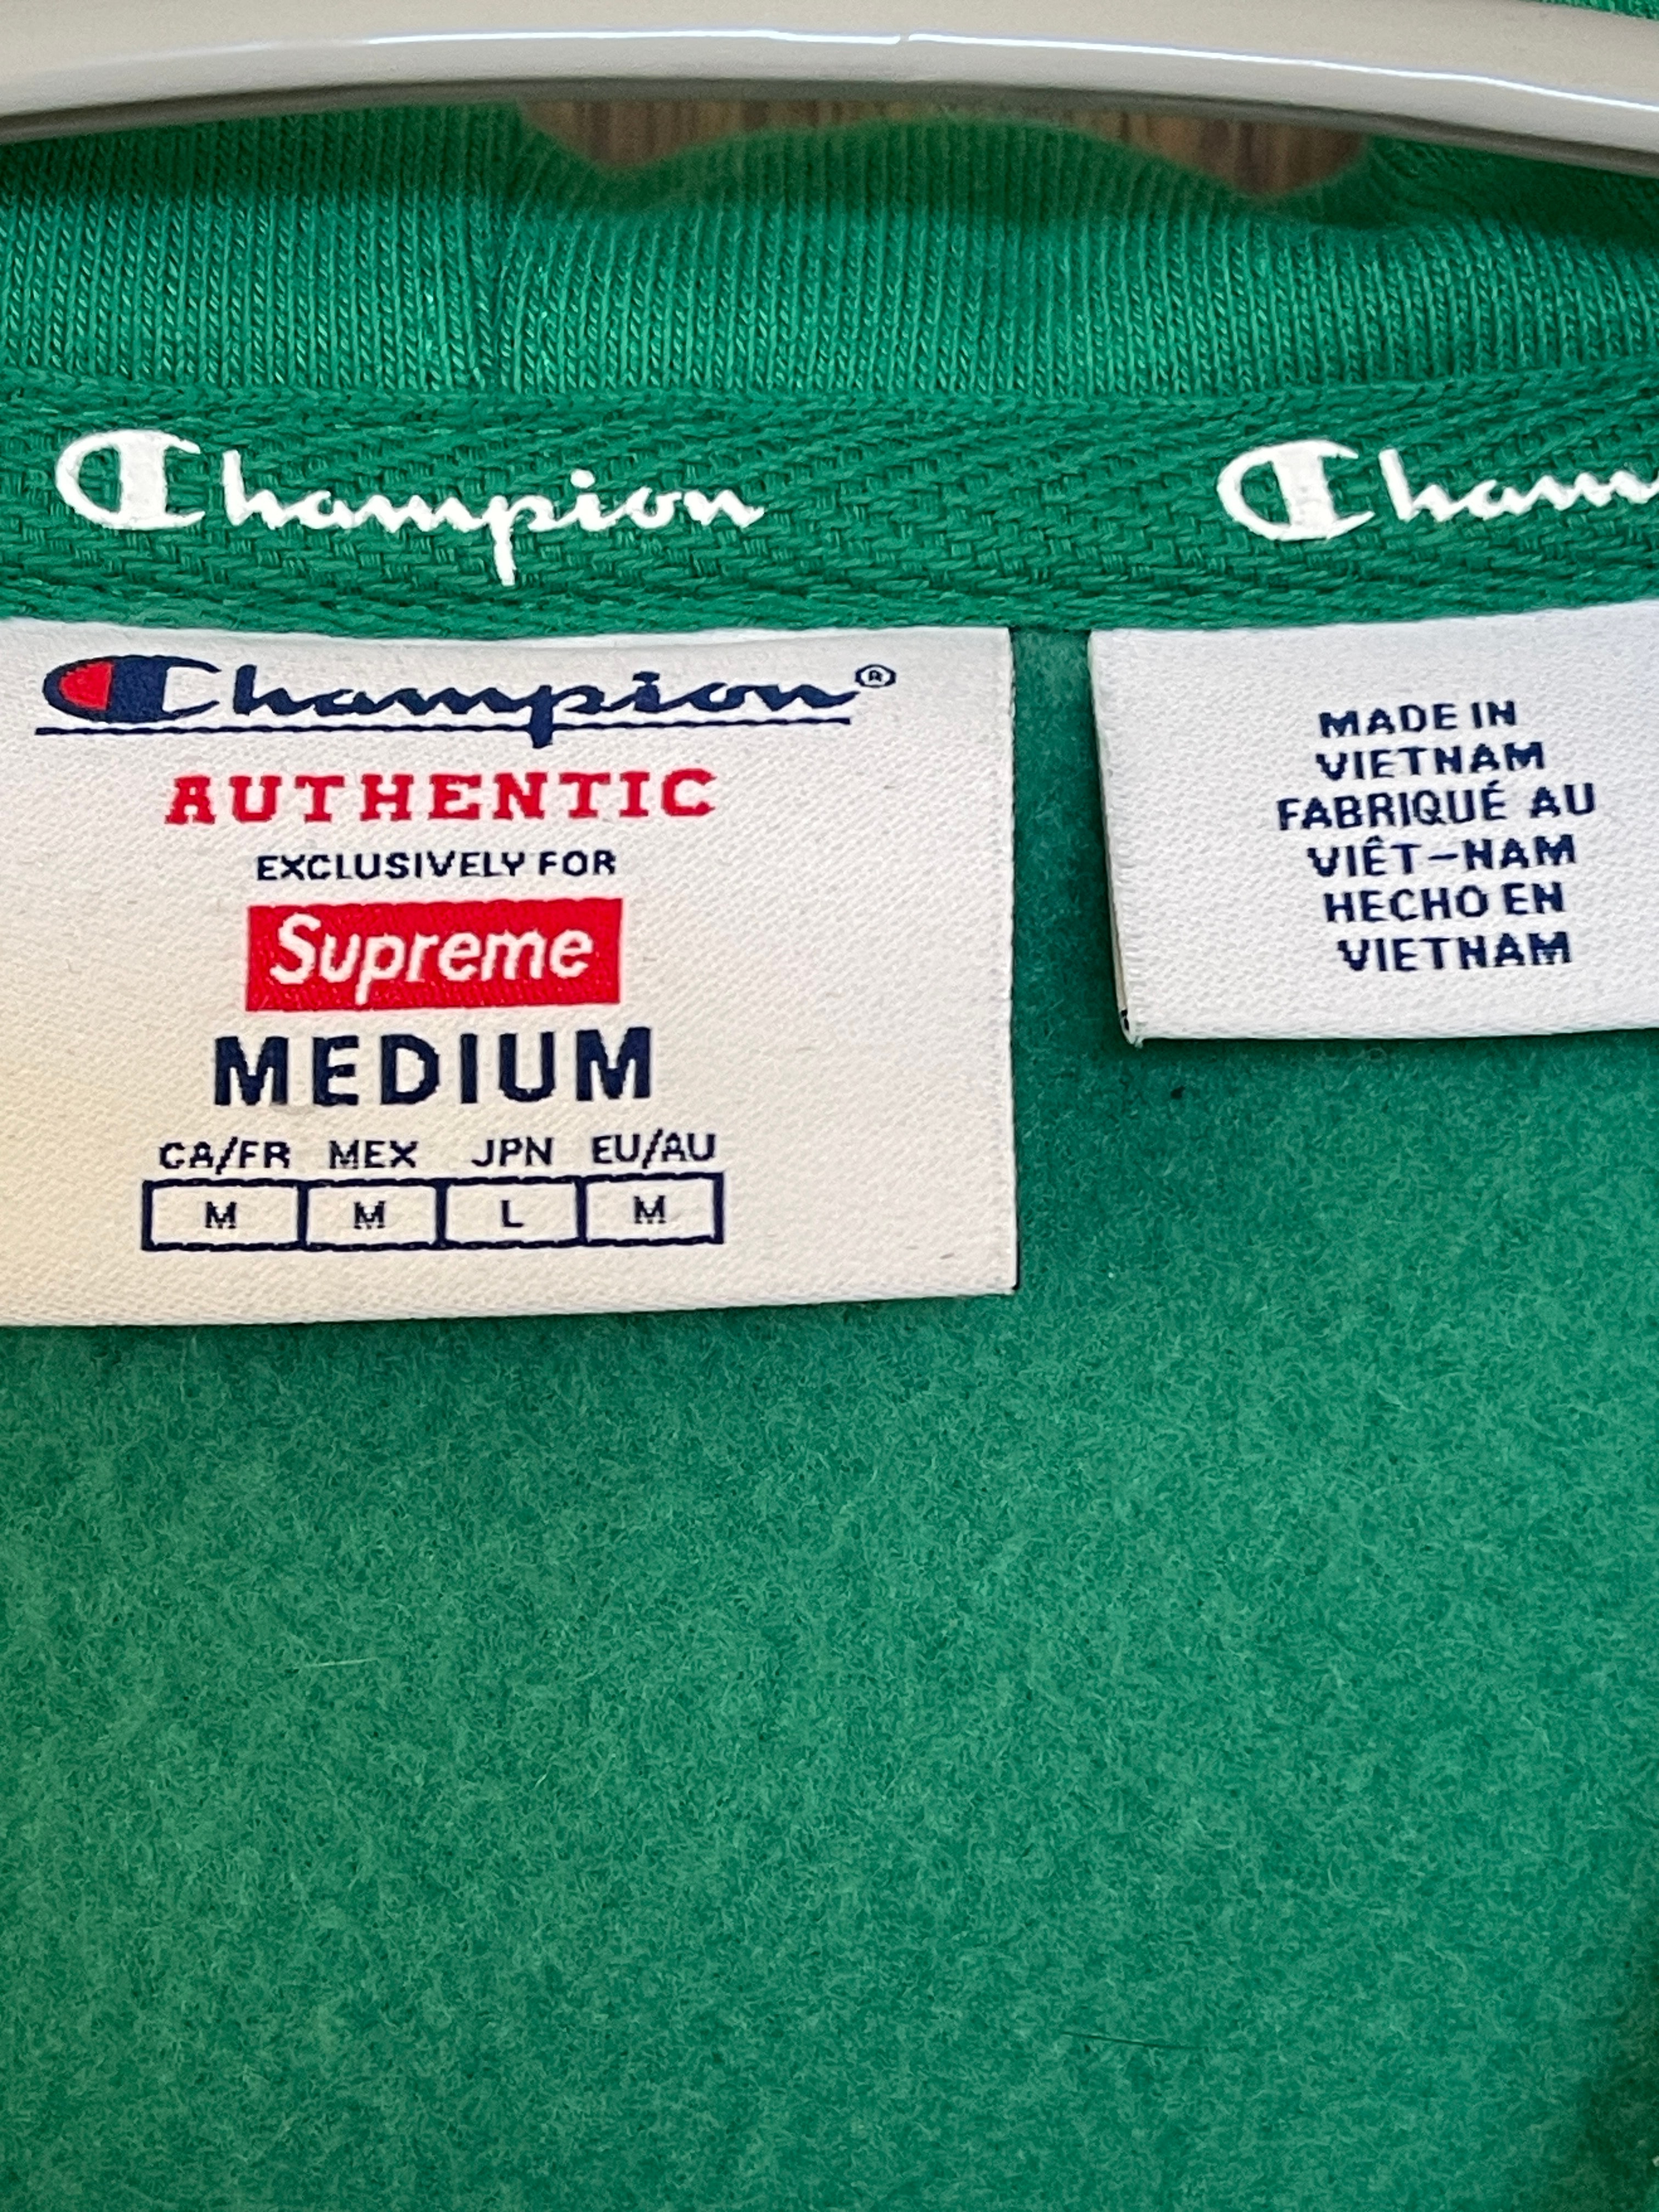 Champion Cham
Champion®
AUTHENTIC
EXCLUSIVELY FOR
Supreme
MEDIUM
CA/FR MEX JPN EU/AU
M M L M
MADE IN
VIETNAM
FABRIQUÉ AU
VIÊT-NAM
HECHO EN
VIETNAM